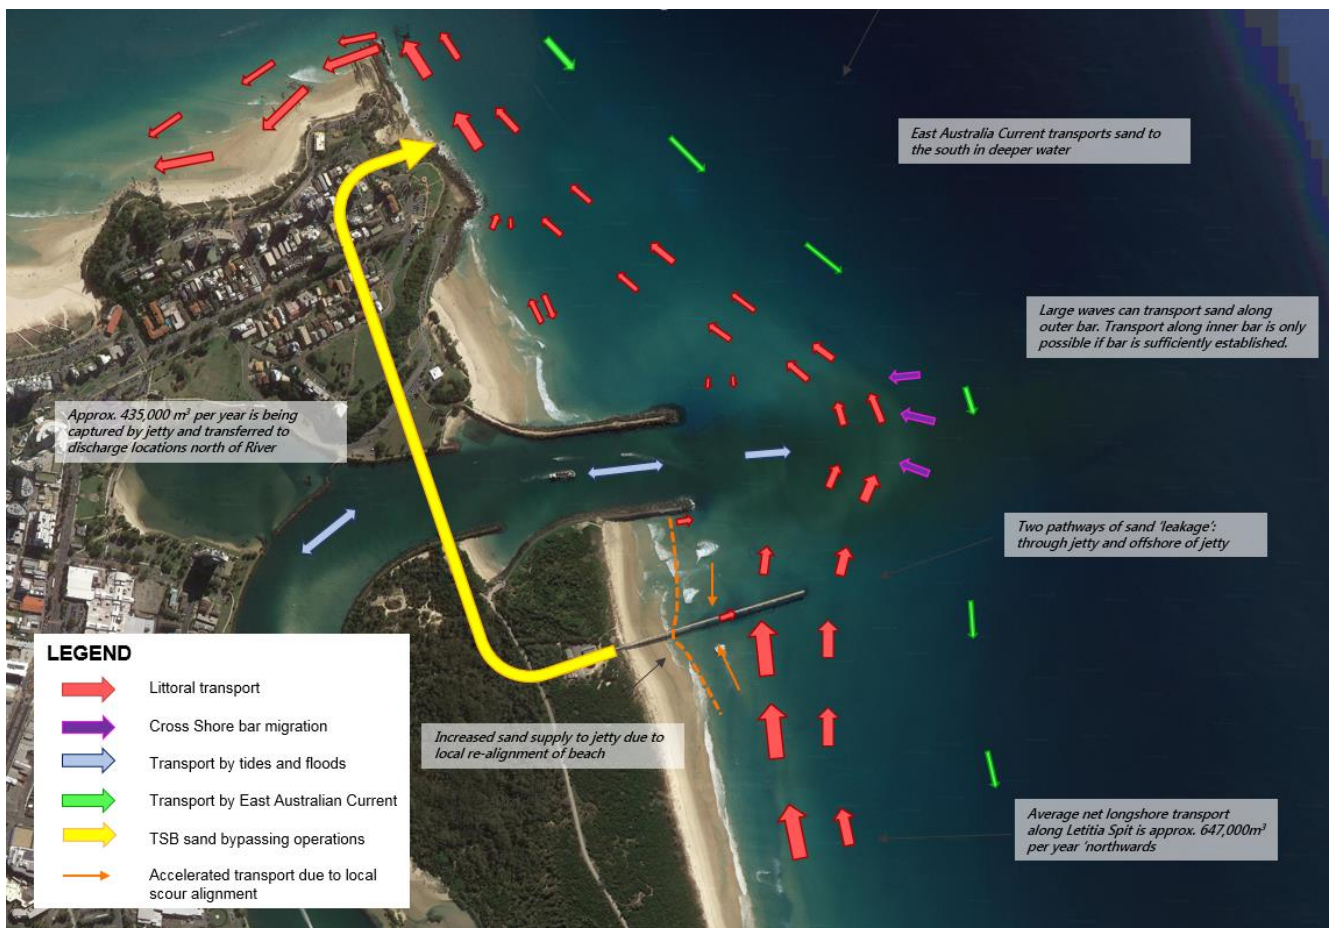 East Australia Current transports sand to
the south in deeper water
Large waves can transport sand along
outer bar. Transport along inner bar is only
possible if bar is sufficiently established.
Approx. 435,000 m³ per year is being
captured by jetty and transferred to
discharge locations north of River
Two pathways of sand 'leakage':
through jetty and offshore of jetty
Increased sand supply to jetty due to
local re-alignment of beach
Average net longshore transport
along Letitia Spit is approx. 647,000m³
per year 'northwards
LEGEND
Littoral transport
Cross Shore bar migration
Transport by tides and floods
Transport by East Australian Current
TSB sand bypassing operations
Accelerated transport due to local
scour alignment